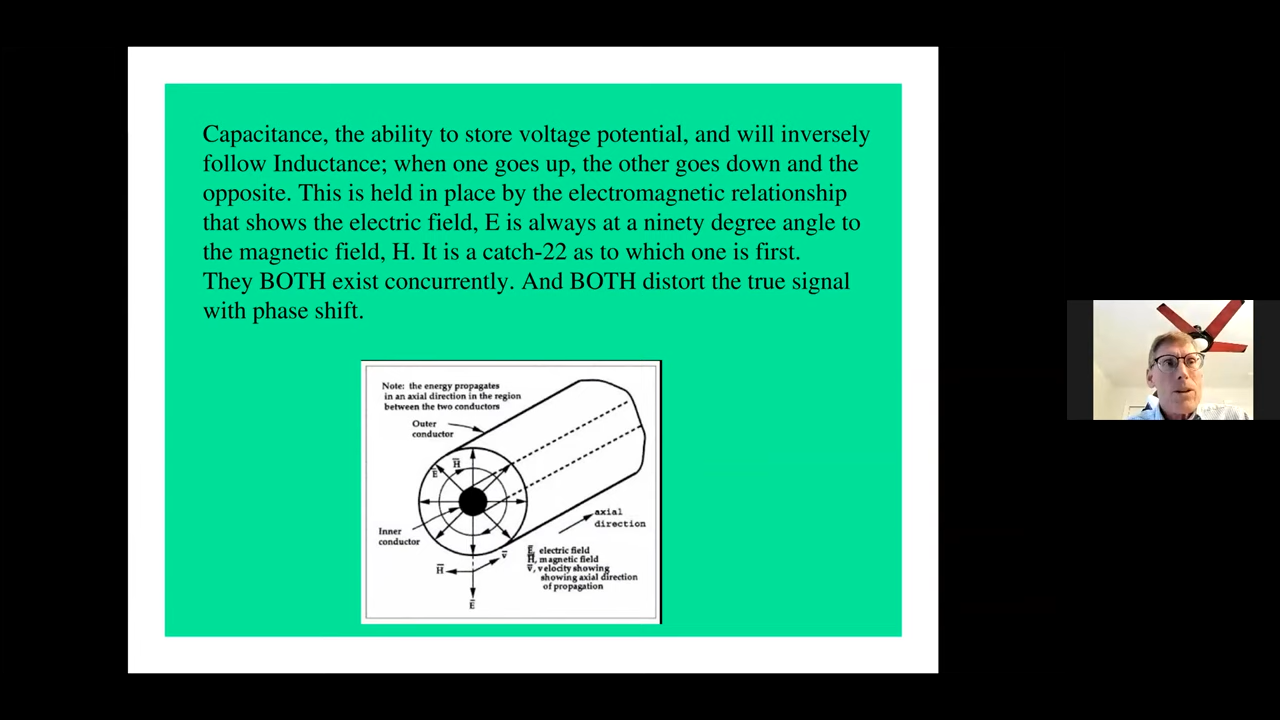 Capacitance, the ability to store voltage potential, and will inversely
follow Inductance; when one goes up, the other goes down and the
opposite. This is held in place by the electromagnetic relationship
that shows the electric field, E is always at a ninety degree angle to
the magnetic field, H. It is a catch-22 as to which one is first.
They BOTH exist concurrently. And BOTH distort the true signal
with phase shift.
Note: the energy propagates
in an axial direction in the region
between the two conductors
Outer
conductor
H̅
E̅
axial
direction
Inner
conductor
v̅
H̅
E̅
E̅, electric field
H̅, magnetic field
v̅, velocity showing
showing axial direction
of propagation